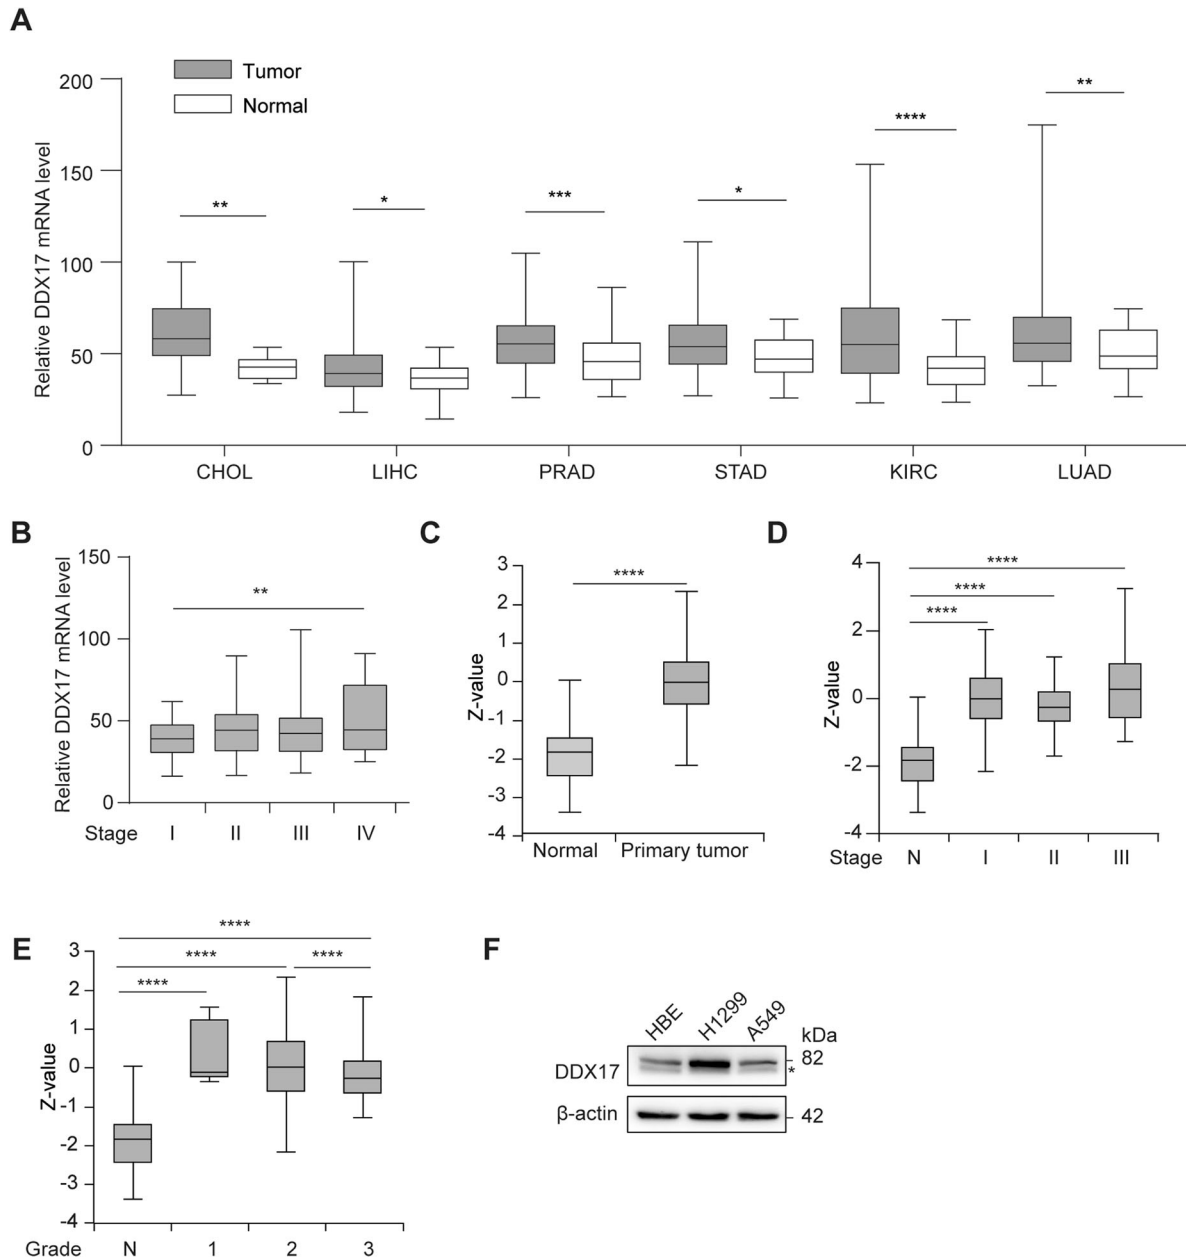 A
Tumor
Normal
Relative DDX17 mRNA level
200
150
100
50
0
** * *** * **** **
CHOL LIHC PRAD STAD KIRC LUAD
B
Relative DDX17 mRNA level
150
100
50
0
**
Stage I II III IV
C
Z-value
3
2
1
0
-1
-2
-3
-4
****
Normal Primary tumor
D
Z-value
4
2
0
-2
-4
****
****
****
Stage N I II III
E
Z-value
3
2
1
0
-1
-2
-3
-4
****
**** ****
****
Grade N 1 2 3
F
HBE H1299 A549
kDa
DDX17 82
*
β-actin 42